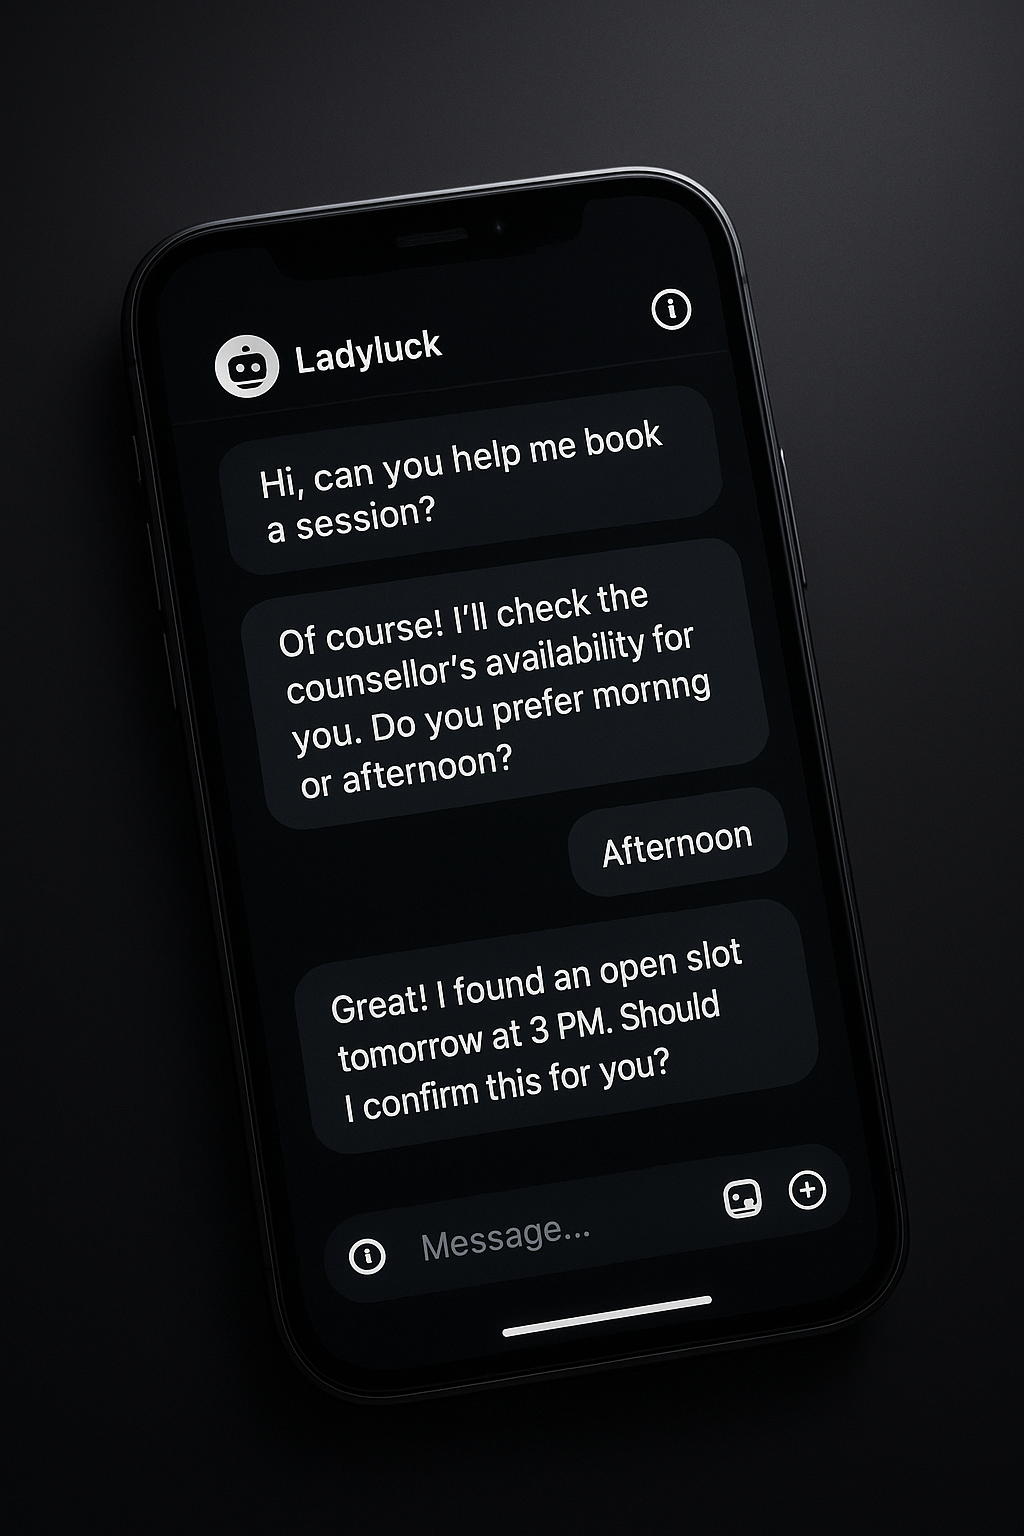 Ladyluck
Hi, can you help me book
a session?
Of course! I’ll check the
counsellor’s availability for
you. Do you prefer mornng
or afternoon?
Afternoon
Great! I found an open slot
tomorrow at 3 PM. Should
I confirm this for you?
Message...